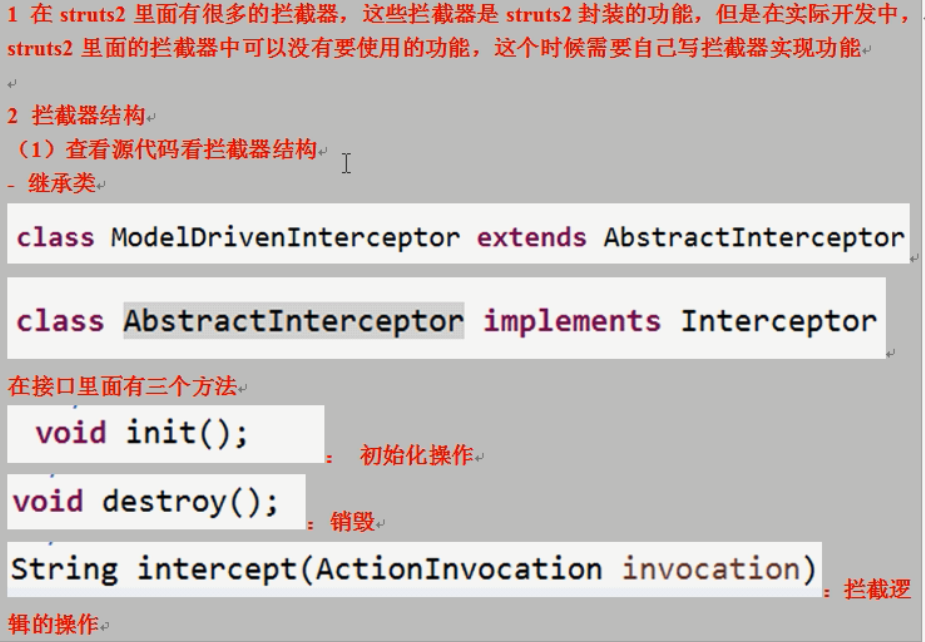 1 在 struts2 里面有很多的拦截器，这些拦截器是 struts2 封装的功能，但是在实际开发中，
struts2 里面的拦截器中可以没有要使用的功能，这个时候需要自己写拦截器实现功能
2 拦截器结构
（1）查看源代码看拦截器结构
- 继承类
class ModelDrivenInterceptor extends AbstractInterceptor
class AbstractInterceptor implements Interceptor
在接口里面有三个方法
void init();
： 初始化操作
void destroy();
：销毁
String intercept(ActionInvocation invocation)
：拦截逻
辑的操作